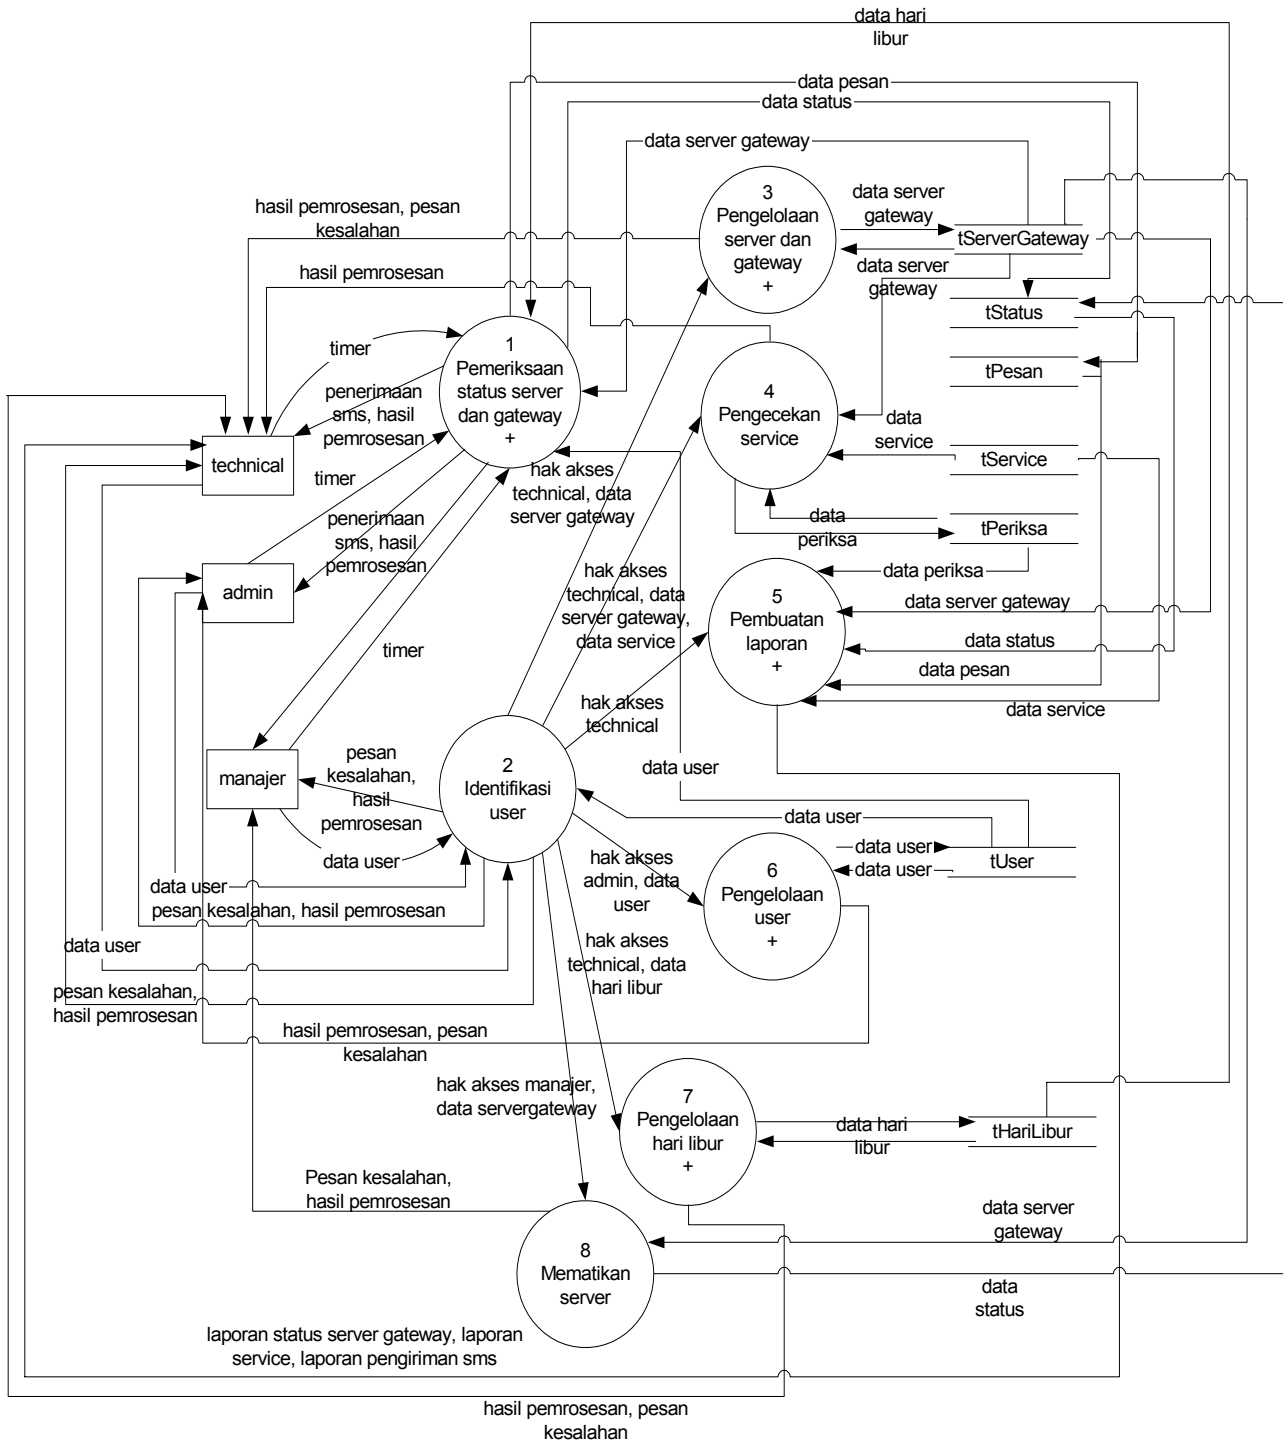 data hari
libur
data pesan
data status
data server gateway
3
Pengelolaan
server dan
gateway
+
data server
gateway
hasil pemrosesan, pesan
kesalahan
tServerGateway
data server
gateway
hasil pemrosesan
tStatus
1
Pemeriksaan
status server
dan gateway
+
timer
tPesan
4
Pengecekan
service
penerimaan
sms, hasil
pemrosesan
data
service
tService
technical
timer
hak akses
technical, data
server gateway
penerimaan
sms, hasil
pemrosesan
data
periksa
tPeriksa
hak akses
technical, data
server gateway,
data service
data periksa
admin
5
Pembuatan
laporan
+
data server gateway
data status
timer
data pesan
hak akses
technical
data service
pesan
kesalahan,
hasil
pemrosesan
manajer
2
Identifikasi
user
data user
data user
data user
data user
tUser
data user
6
Pengelolaan
user
+
hak akses
admin, data
user
data user
pesan kesalahan, hasil pemrosesan
data user
hak akses
technical, data
hari libur
pesan kesalahan,
hasil pemrosesan
hasil pemrosesan, pesan
kesalahan
hak akses manajer,
data servergateway
7
Pengelolaan
hari libur
+
data hari
libur
tHariLibur
Pesan kesalahan,
hasil pemrosesan
data server
gateway
8
Mematikan
server
data
status
laporan status server gateway, laporan
service, laporan pengiriman sms
hasil pemrosesan, pesan
kesalahan